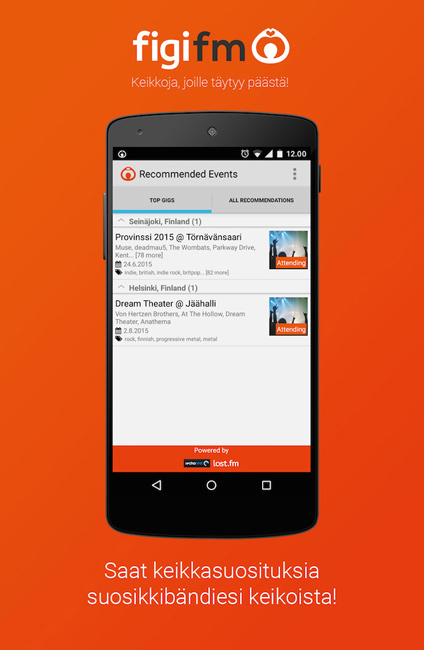 figifm
Keikkoja, joille täytyy päästä!
12.00
Recommended Events
TOP GIGS
ALL RECOMMENDATIONS
Seinäjoki, Finland (1)
Provinssi 2015 @ Törnävänsaari
Muse, deadmau5, The Wombats, Parkway Drive,
Kent... [78 more]
24.6.2015
indie, british, indie rock, britpop... [82 more]
Attending
Helsinki, Finland (1)
Dream Theater @ Jäähalli
Von Hertzen Brothers, At The Hollow, Dream
Theater, Anathema
2.8.2015
rock, finnish, progressive metal, metal
Attending
Powered by
lost.fm
Saat keikkasuosituksia
suosikkibändiesi keikoista!